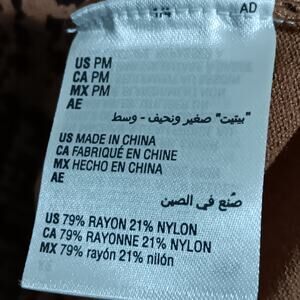 AD
US PM
CA PM
MX PM
AE
"بيتيت" صغير ونحيف - وسط
US MADE IN CHINA
CA FABRIQUÉ EN CHINE
MX HECHO EN CHINA
AE
صُنع في الصين
US 79% RAYON 21% NYLON
CA 79% RAYONNE 21% NYLON
MX 79% rayón 21% nilón